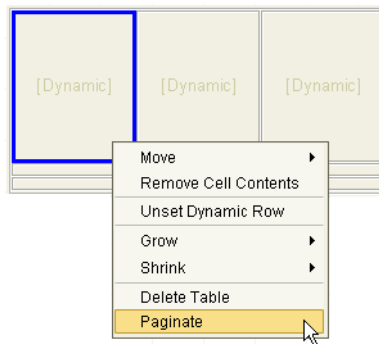 [Dynamic] [Dynamic] [Dynamic]
Move
Remove Cell Contents
Unset Dynamic Row
Grow
Shrink
Delete Table
Paginate